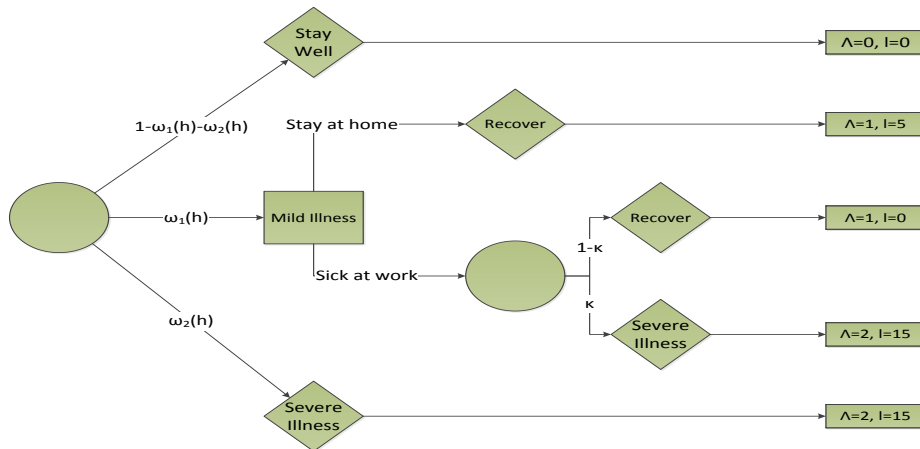 Stay
Well
Λ=0, l=0
1-ω₁(h)-ω₂(h)
Stay at home
Recover
Λ=1, l=5
ω₁(h)
Mild Illness
Recover
Λ=1, l=0
1-κ
Sick at work
κ
ω₂(h)
Severe
Illness
Λ=2, l=15
Severe
Illness
Λ=2, l=15